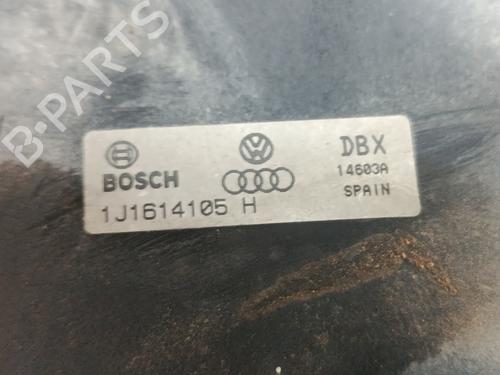 B-PARTS
BOSCH
DBX
14603A
SPAIN
1J1614105 H